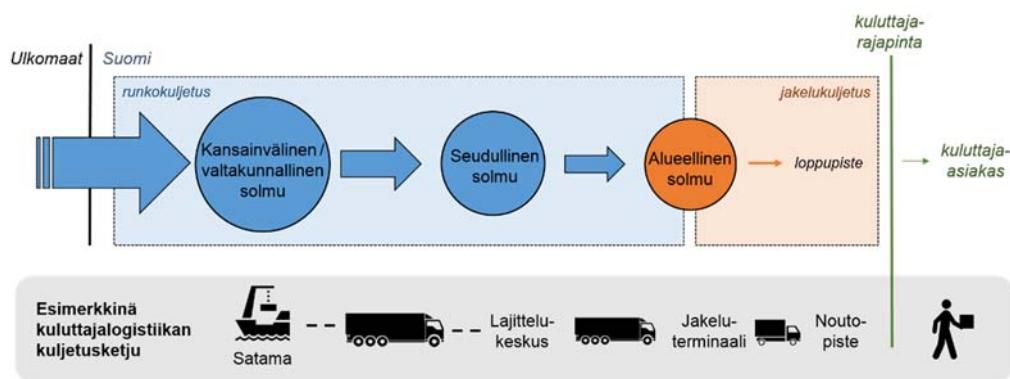 Ulkomaat
Suomi
runkokuljetus
Kansainvälinen /
valtakunnallinen
solmu
Seudullinen
solmu
Alueellinen
solmu
jakelukuljetus
loppupiste
kuluttaja-
rajapinta
kuluttaja-
asiakas
Esimerkkinä
kuluttajalogistiikan
kuljetusketju
Satama
Lajittelu-
keskus
Jakelu-
terminaali
Nouto-
piste